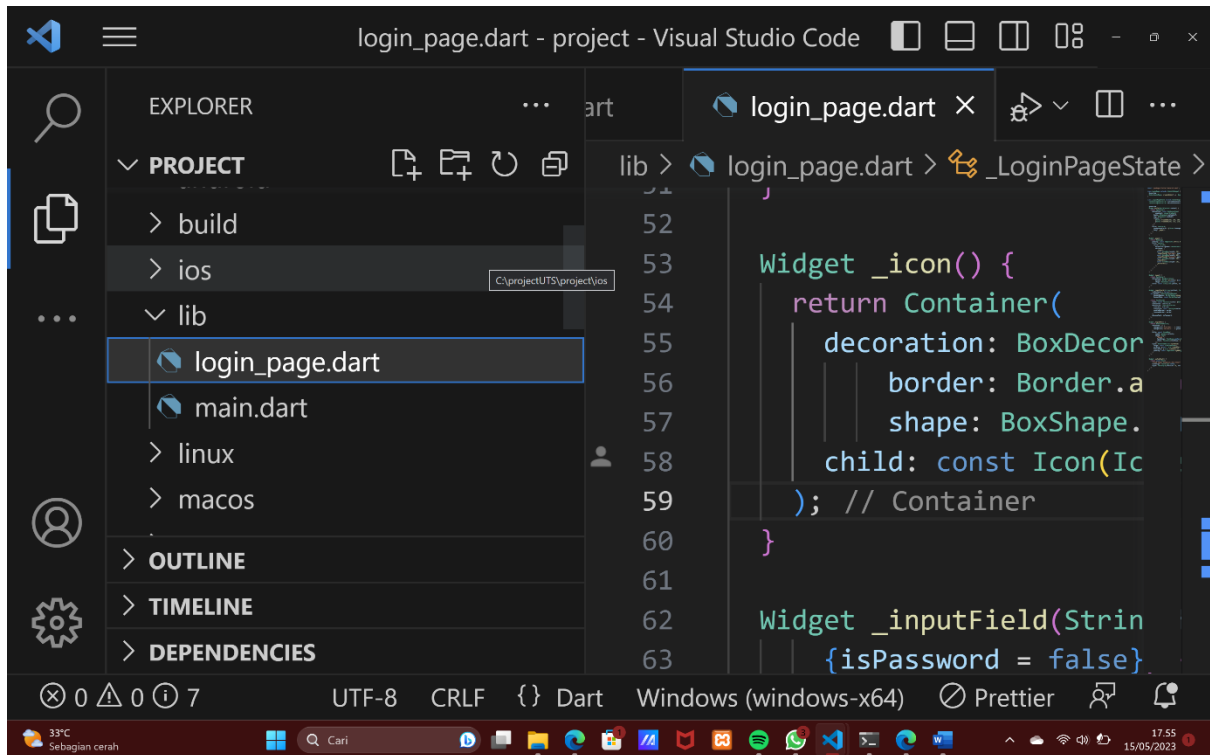 login_page.dart - project - Visual Studio Code
EXPLORER
PROJECT
build
ios
C:\projectUTS\project\ios
lib
login_page.dart
main.dart
linux
macos
OUTLINE
TIMELINE
DEPENDENCIES
art
login_page.dart
lib > login_page.dart > _LoginPageState >
51 }
52
53 Widget _icon() {
54 return Container(
55 decoration: BoxDecor
56 border: Border.a
57 shape: BoxShape.
58 child: const Icon(Ic
59 ); // Container
60 }
61
62 Widget _inputField(Strin
63 {isPassword = false}
0 0 7 UTF-8 CRLF {} Dart Windows (windows-x64) Prettier
33°C
Sebagian cerah
Cari
17.55
15/05/2023
1